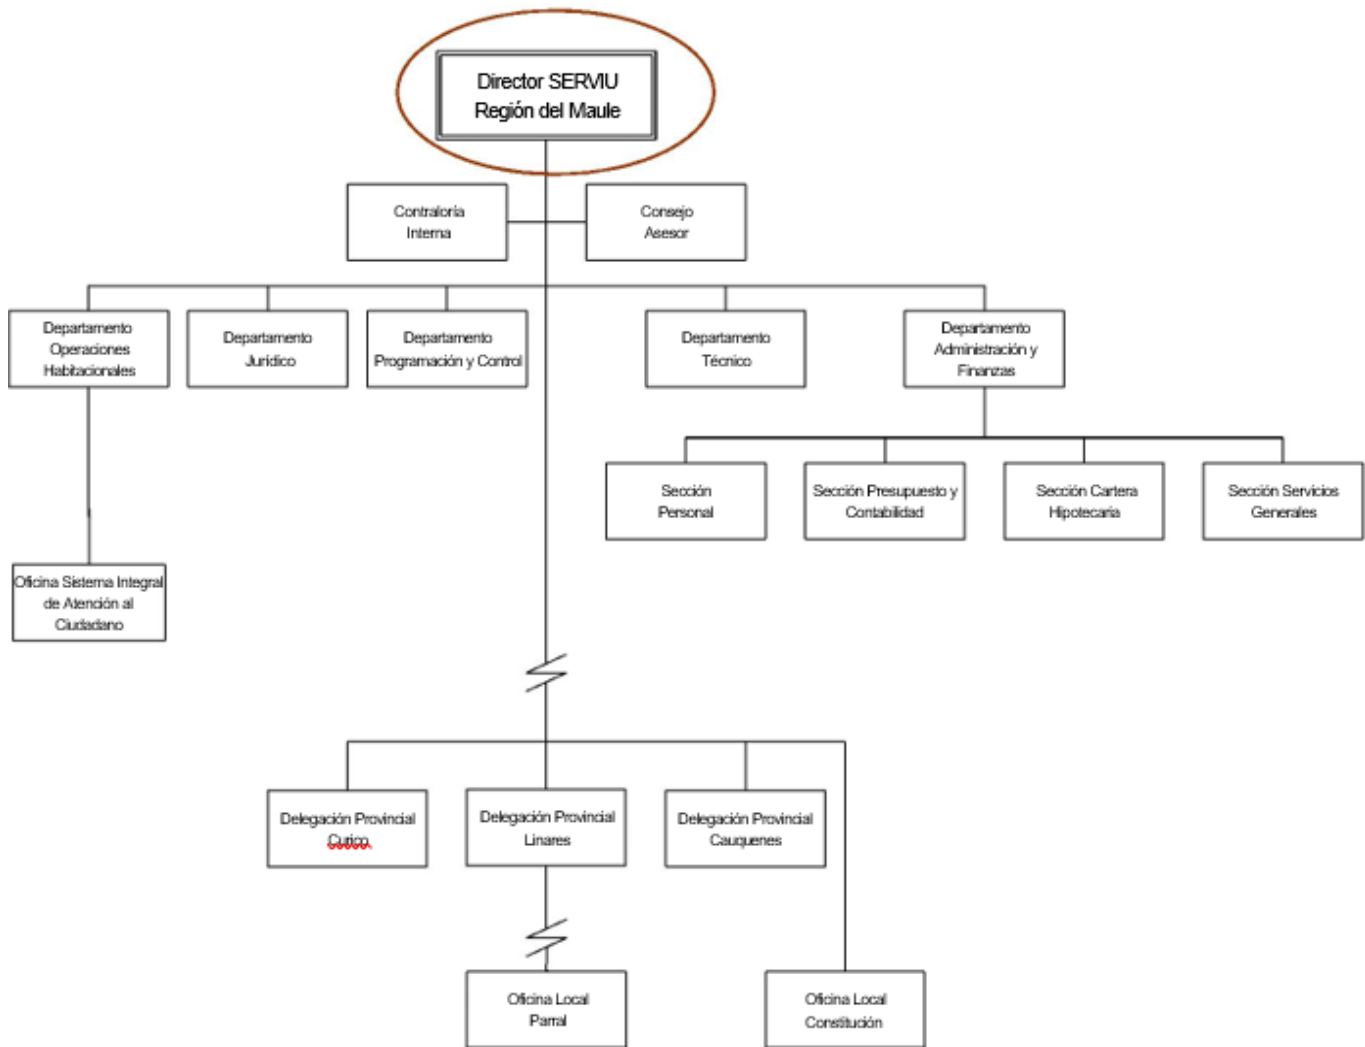 Director SERVIU
Región del Maule
Contraloría
Interna
Consejo
Asesor
Departamento
Operaciones
Habitacionales
Departamento
Jurídico
Departamento
Programación y Control
Departamento
Técnico
Departamento
Administración y
Finanzas
Sección
Personal
Sección Presupuesto y
Contabilidad
Sección Cartera
Hipotecaria
Sección Servicios
Generales
Oficina Sistema Integral
de Atención al
Ciudadano
Delegación Provincial
Curico
Delegación Provincial
Linares
Delegación Provincial
Cauquenes
Oficina Local
Parral
Oficina Local
Constitución